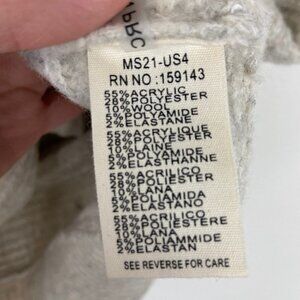 MS21-US4
RN NO :159143
55%ACRYLIC
28%POLYESTER
10%WOOL
5%POLYAMIDE
2%ELASTANE
55%ACRYLIQUE
28%POLYESTER
10%LAINE
5%POLYAMIDE
2%ELASTHANNE
55%ACRILICO
28%POLIESTER
10%LANA
5%POLIAMIDA
2%ELASTANO
55%ACRILICO
28%POLIESTERE
10%LANA
5%POLIAMMIDE
2%ELASTAN
SEE REVERSE FOR CARE